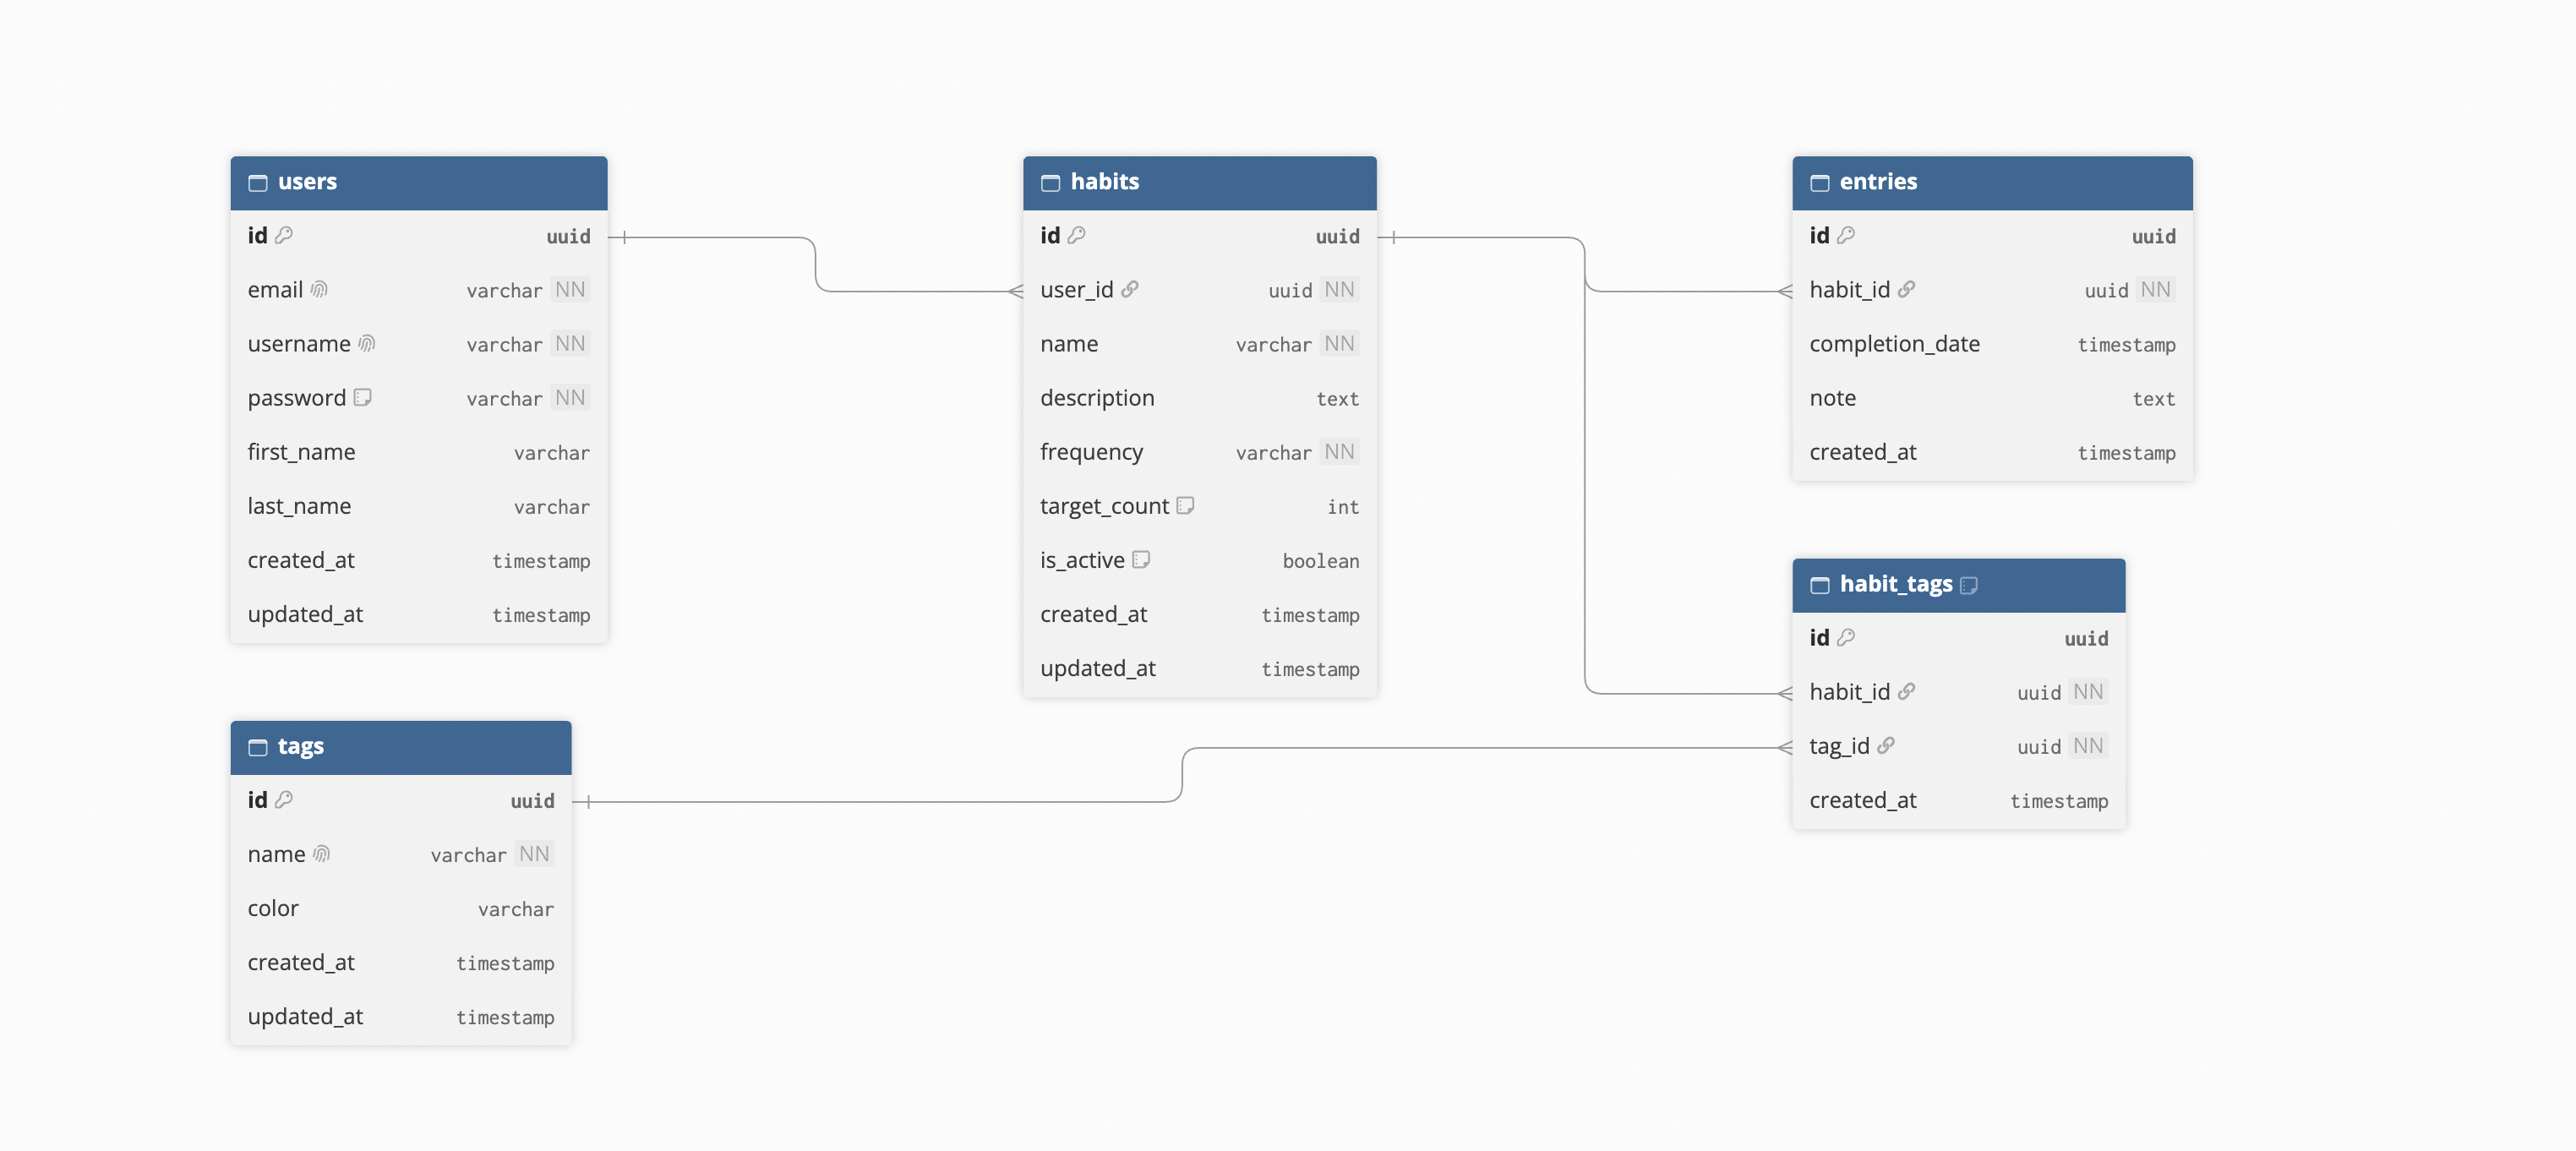 users
id uuid
email varchar NN
username varchar NN
password varchar NN
first_name varchar
last_name varchar
created_at timestamp
updated_at timestamp
tags
id uuid
name varchar NN
color varchar
created_at timestamp
updated_at timestamp
habits
id uuid
user_id uuid NN
name varchar NN
description text
frequency varchar NN
target_count int
is_active boolean
created_at timestamp
updated_at timestamp
entries
id uuid
habit_id uuid NN
completion_date timestamp
note text
created_at timestamp
habit_tags
id uuid
habit_id uuid NN
tag_id uuid NN
created_at timestamp